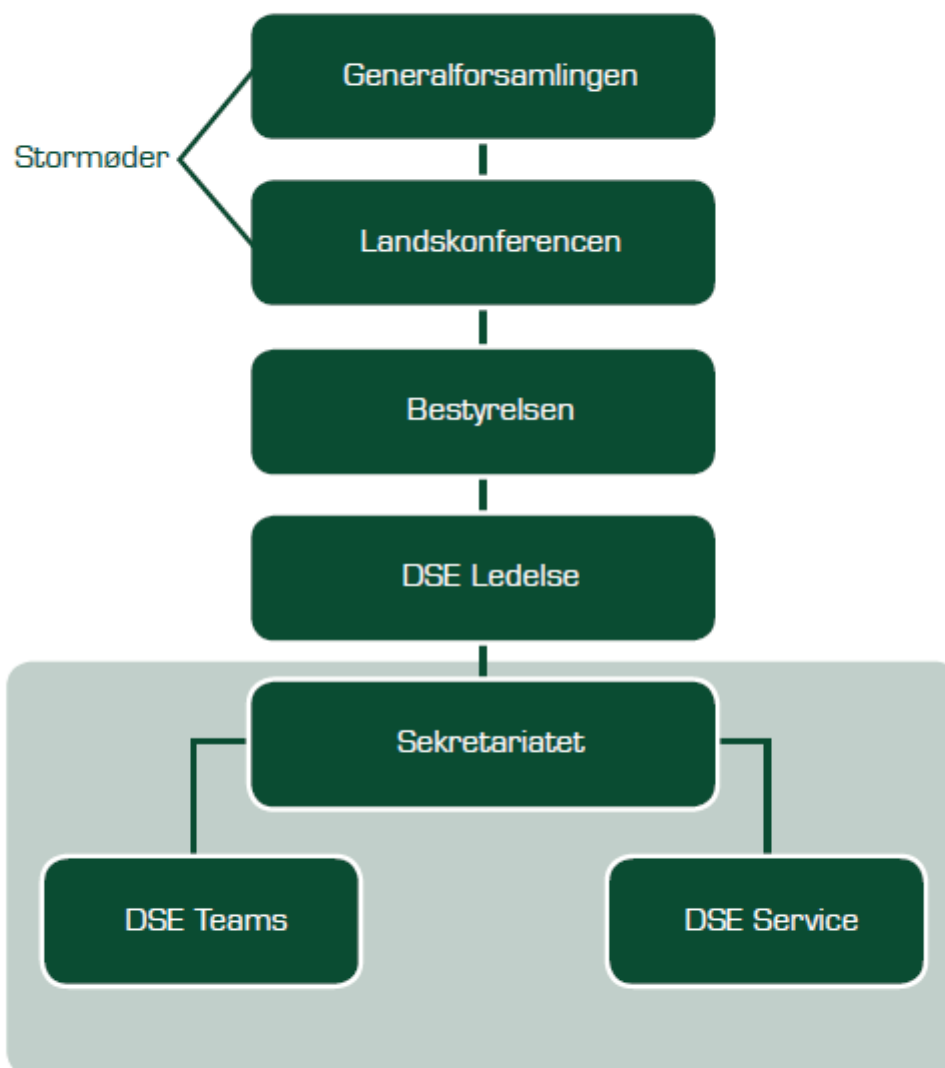 Generalforsamlingen
Stormøder
Landskonferencen
Bestyrelsen
DSE Ledelse
Sekretariatet
DSE Teams
DSE Service